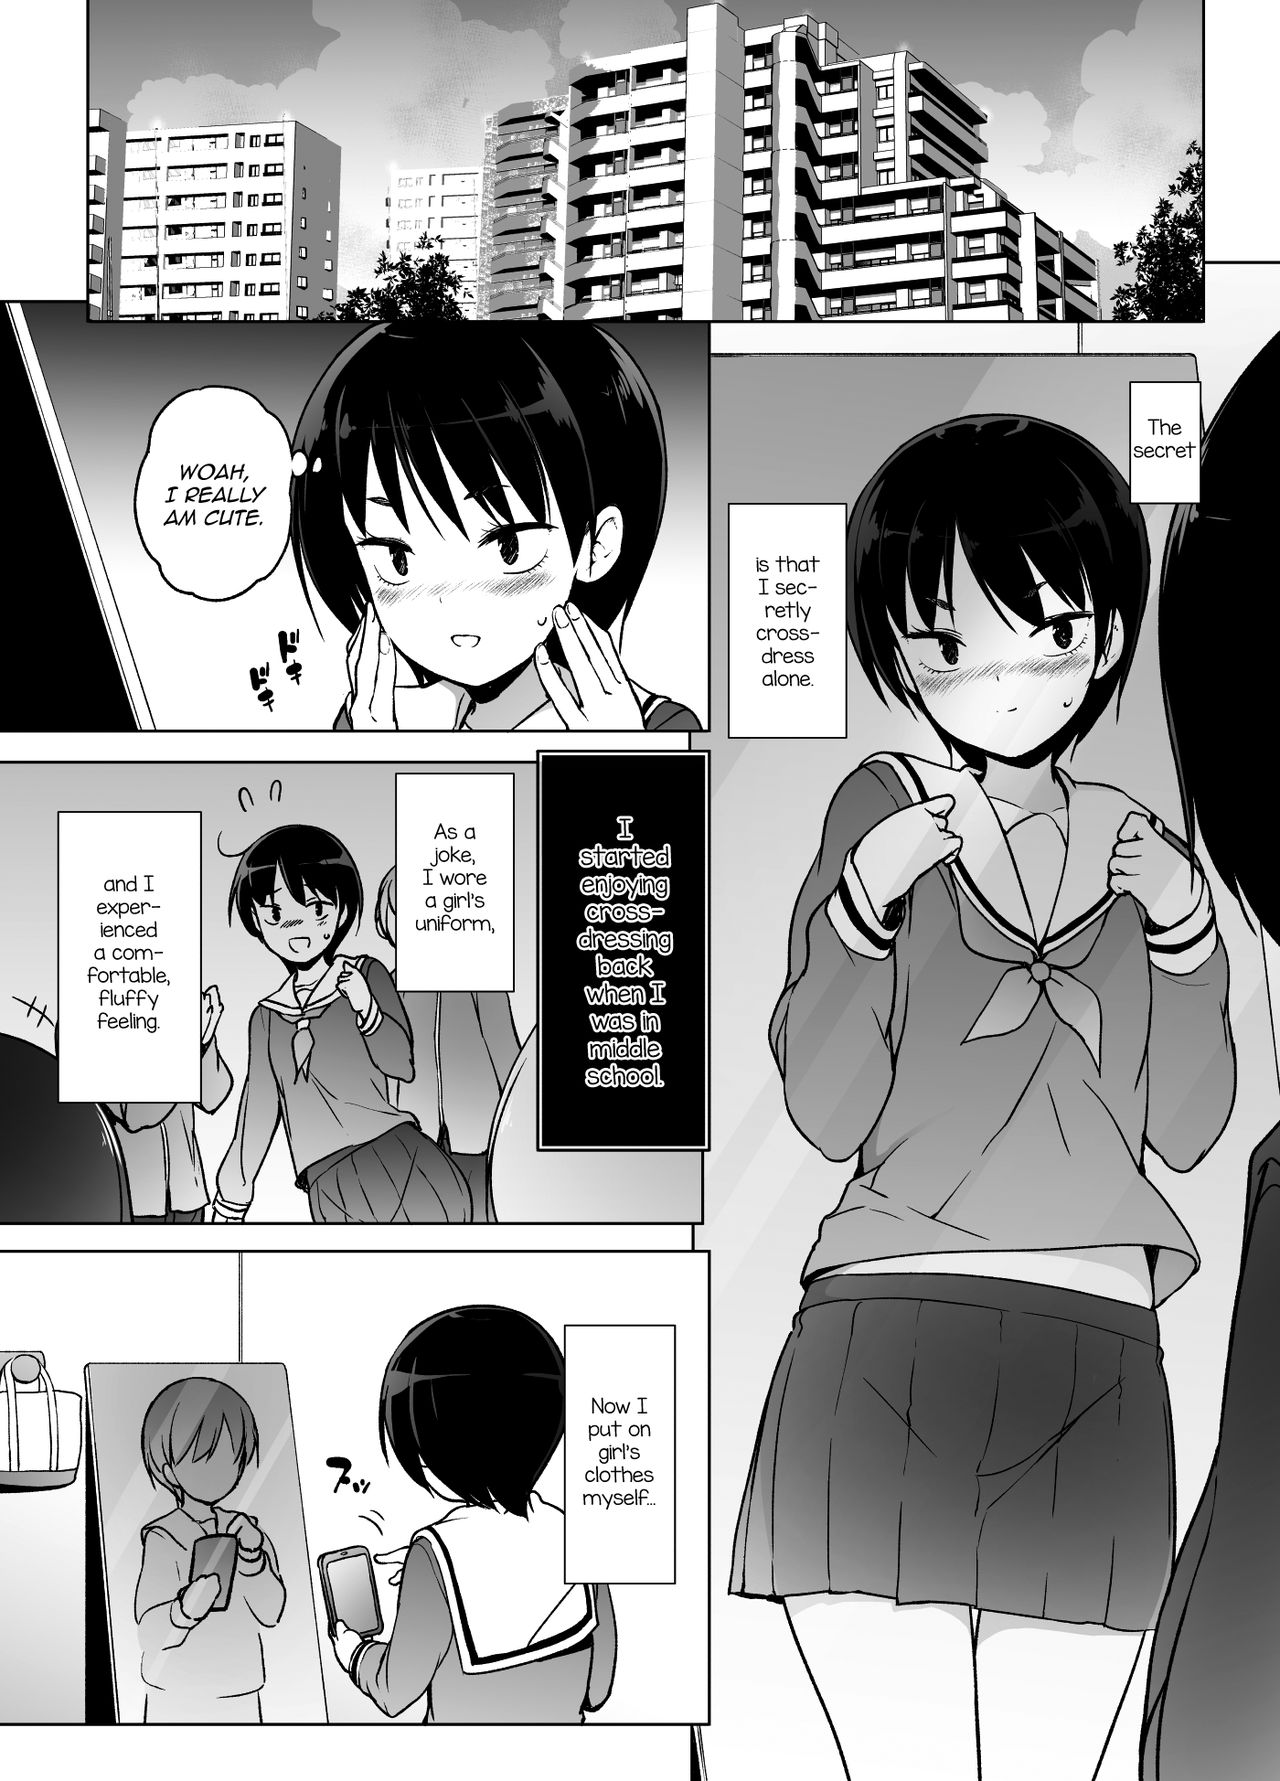 The
secret
is that
I sec-
retly
cross-
dress
alone.
WOAH,
I REALLY
AM CUTE.
ドキ
ドキ
I
started
enjoying
cross-
dressing
back
when I
was in
middle
school.
As a
joke,
I wore
a girl's
uniform,
and I
exper-
ienced
a com-
fortable,
fluffy
feeling.
Now I
put on
girl's
clothes
myself...